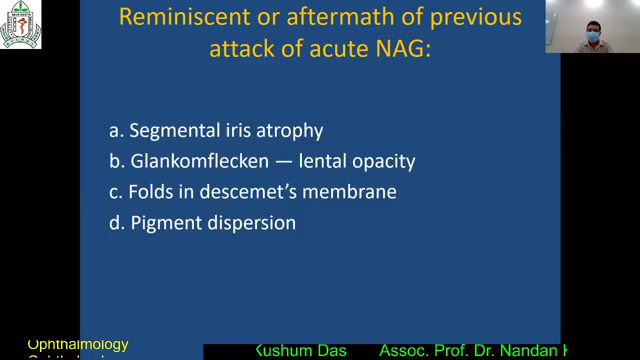 Reminiscent or aftermath of previous
attack of acute NAG:
a. Segmental iris atrophy
b. Glankomflecken — lental opacity
c. Folds in descemet's membrane
d. Pigment dispersion
Ophthalmology
Kushum Das Assoc. Prof. Dr. Nandan